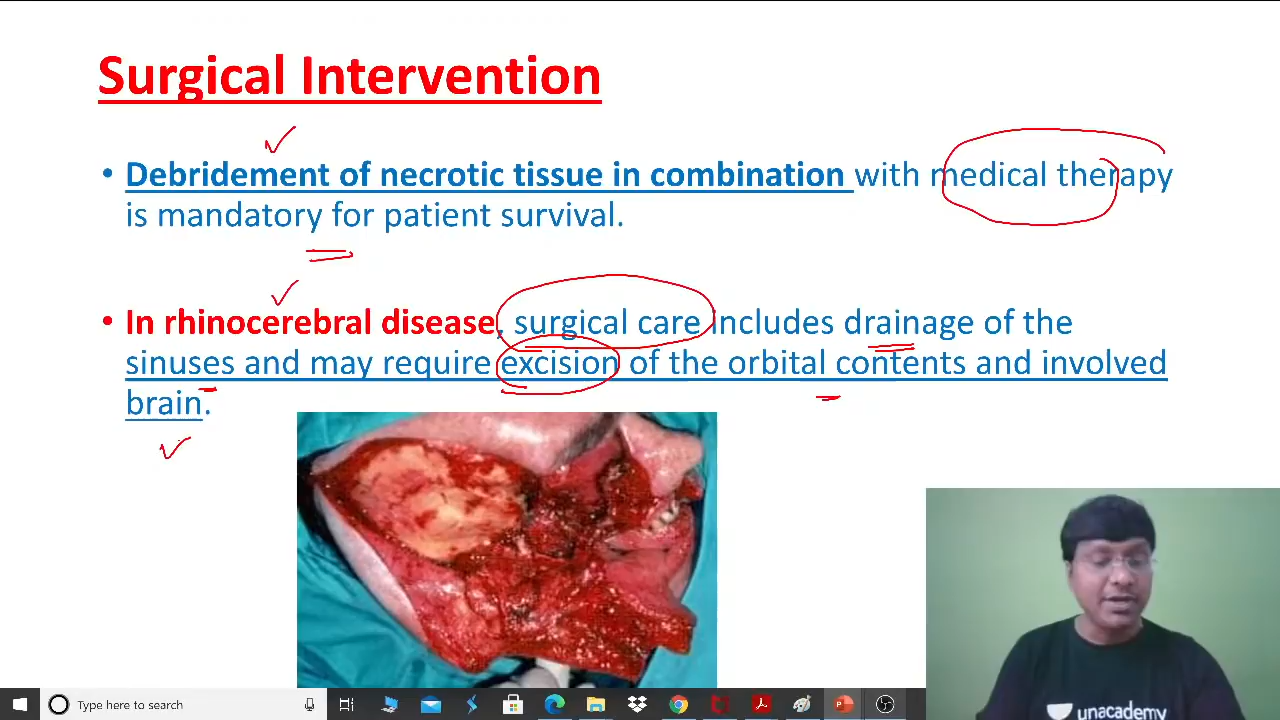 Surgical Intervention
• Debridement of necrotic tissue in combination with medical therapy
is mandatory for patient survival.
• In rhinocerebral disease, surgical care includes drainage of the
sinuses and may require excision of the orbital contents and involved
brain.
unacademy
Type here to search